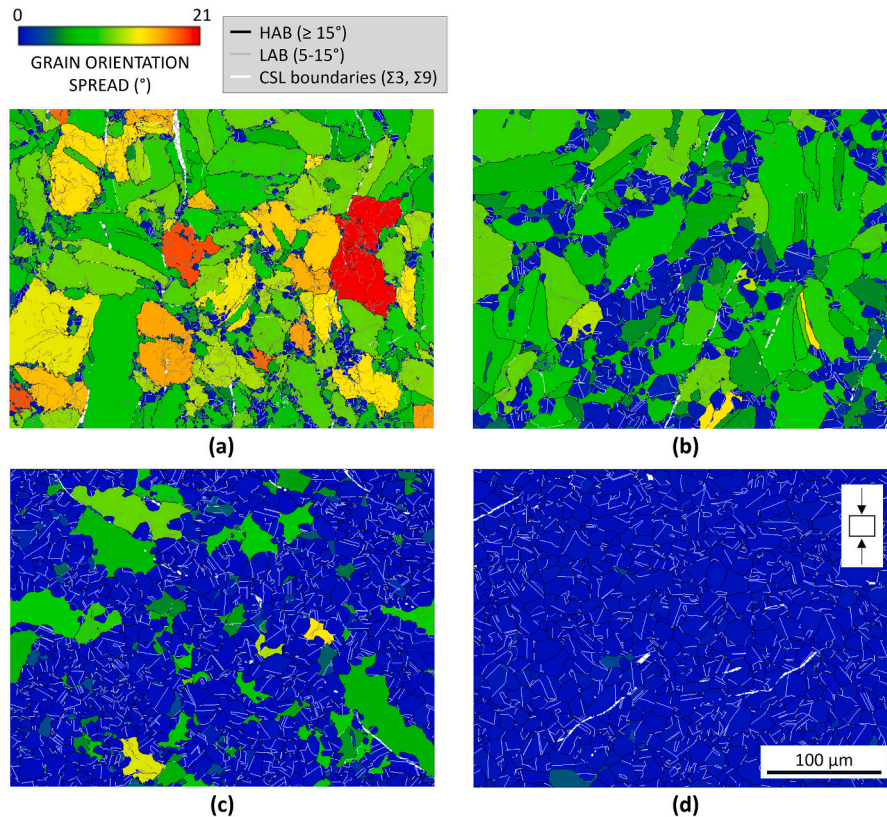 0 21
GRAIN ORIENTATION
SPREAD (°)
HAB (≥ 15°)
LAB (5-15°)
CSL boundaries (Σ3, Σ9)
(a) (b)
100 µm
(c) (d)